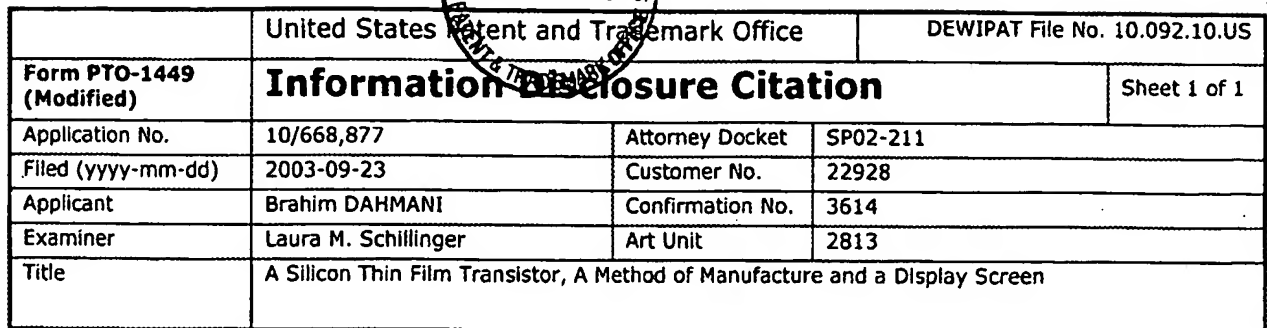 United States Patent and Trademark Office DEWIPAT File No. 10.092.10.US
PATENT & TRADEMARK OFFICE
Form PTO-1449 (Modified) Information Disclosure Citation Sheet 1 of 1
Application No. 10/668,877 Attorney Docket SP02-211
Filed (yyyy-mm-dd) 2003-09-23 Customer No. 22928
Applicant Brahim DAHMANI Confirmation No. 3614
Examiner Laura M. Schillinger Art Unit 2813
Title A Silicon Thin Film Transistor, A Method of Manufacture and a Display Screen